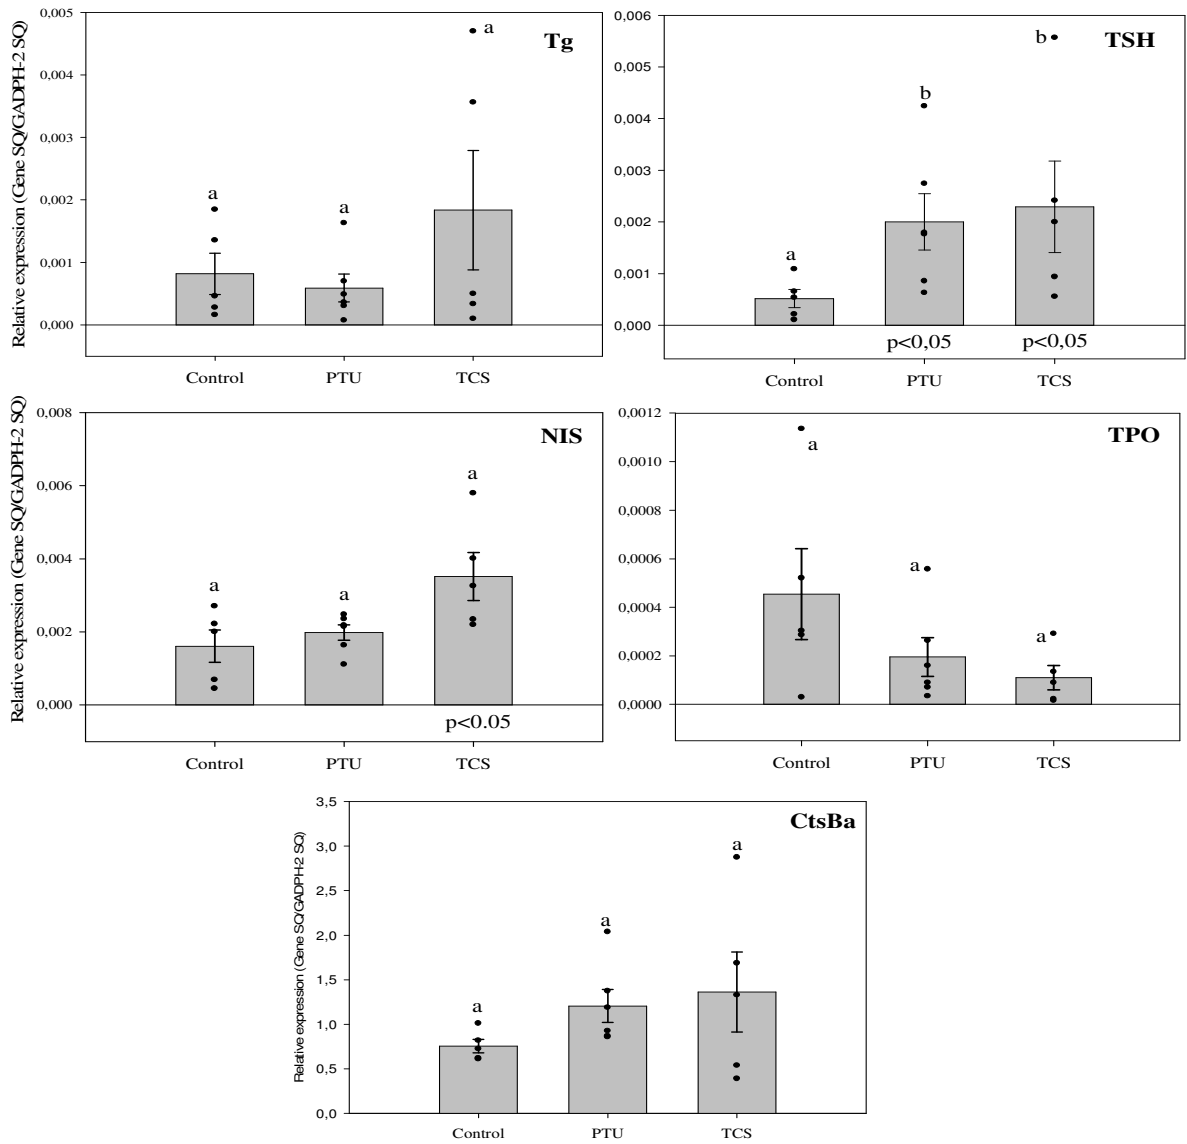 Relative expression (Gene SQ/GADPH-2 SQ)
0,005
0,004
0,003
0,002
0,001
0,000
a
a
a
Tg
Control
PTU
TCS
0,006
0,005
0,004
0,003
0,002
0,001
0,000
a
b
b
TSH
p<0,05
p<0,05
Control
PTU
TCS
Relative expression (Gene SQ/GADPH-2 SQ)
0,008
0,006
0,004
0,002
0,000
a
a
a
NIS
p<0.05
Control
PTU
TCS
0,0012
0,0010
0,0008
0,0006
0,0004
0,0002
0,0000
a
a
a
TPO
Control
PTU
TCS
Relative expression (Gene SQ/GADPH-2 SQ)
3,5
3,0
2,5
2,0
1,5
1,0
0,5
0,0
a
a
a
CtsBa
Control
PTU
TCS